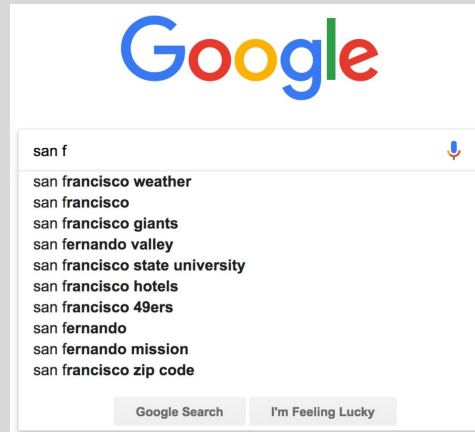 Google
san f
san francisco weather
san francisco
san francisco giants
san fernando valley
san francisco state university
san francisco hotels
san francisco 49ers
san fernando
san fernando mission
san francisco zip code
Google Search I'm Feeling Lucky